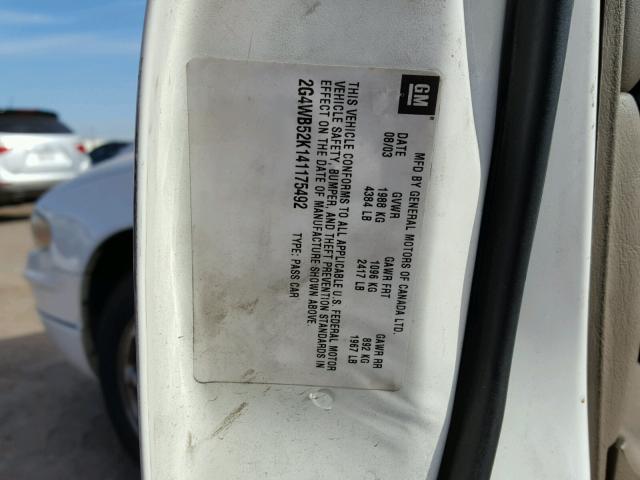 GM
MFD BY GENERAL MOTORS OF CANADA LTD.
DATE GVWR GAWR FRT GAWR RR
08/03 1988 KG 1096 KG 892 KG
4384 LB 2417 LB 1967 LB
THIS VEHICLE CONFORMS TO ALL APPLICABLE U.S. FEDERAL MOTOR
VEHICLE SAFETY, BUMPER, AND THEFT PREVENTION STANDARDS IN
EFFECT ON THE DATE OF MANUFACTURE SHOWN ABOVE.
2G4WB52K141175492 TYPE: PASS CAR